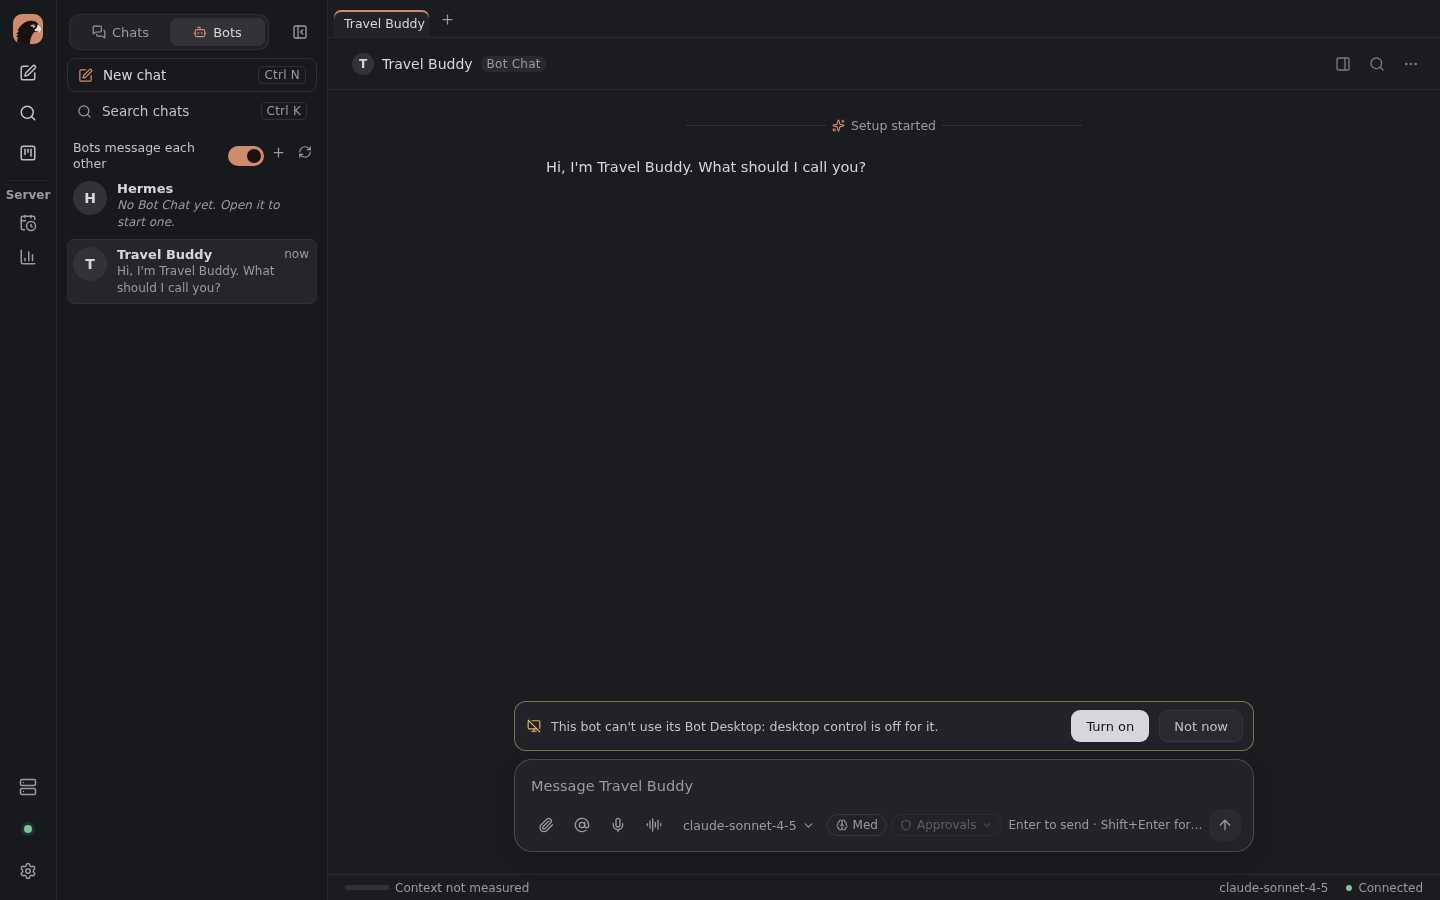 Chats
Bots
New chat
Ctrl N
Search chats
Ctrl K
Bots message each
other
Server
H
Hermes
No Bot Chat yet. Open it to
start one.
T
Travel Buddy
now
Hi, I'm Travel Buddy. What
should I call you?
Travel Buddy
T
Travel Buddy
Bot Chat
Setup started
Hi, I'm Travel Buddy. What should I call you?
This bot can't use its Bot Desktop: desktop control is off for it.
Turn on
Not now
Message Travel Buddy
claude-sonnet-4-5
Med
Approvals
Enter to send · Shift+Enter for…
Context not measured
claude-sonnet-4-5
Connected